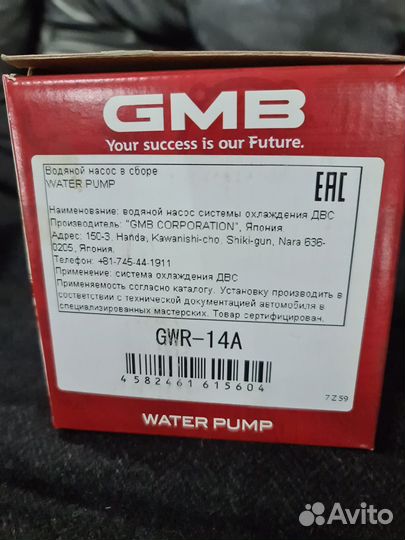 GMB
Your success is our Future.
Водяной насос в сборе
WATER PUMP
EAC
Наименование: водяной насос системы охлаждения ДВС
Производитель: "GMB CORPORATION", Япония
Адрес: 150-3. Handa, Kawanishi-cho. Shiki-gun, Nara 636-
0205, Япония.
Телефон: +81-745-44-1911
Применение: система охлаждения ДВС
Применяемость согласно каталогу. Установку производить в
соответствии с технической документацией автомобиля в
специализированных мастерских. Товар сертифицирован.
GWR-14A
4582461615604
7Z59
WATER PUMP
Avito